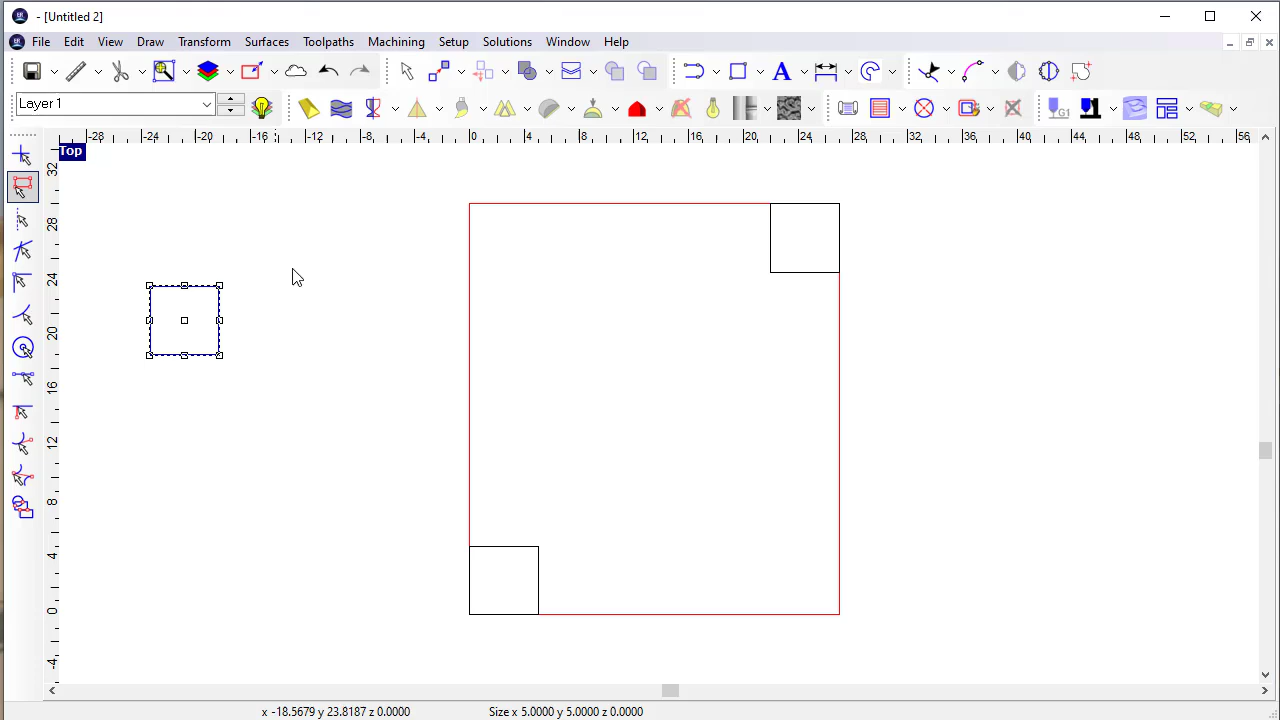 - [Untitled 2]
File Edit View Draw Transform Surfaces Toolpaths Machining Setup Solutions Window Help
Layer 1
-28 -24 -20 -16 -12 -8 -4 0 4 8 12 16 20 24 28 32 36 40 44 48 52 56
Top
32
28
24
20
16
12
8
4
0
-4
x -18.5679 y 23.8187 z 0.0000 Size x 5.0000 y 5.0000 z 0.0000